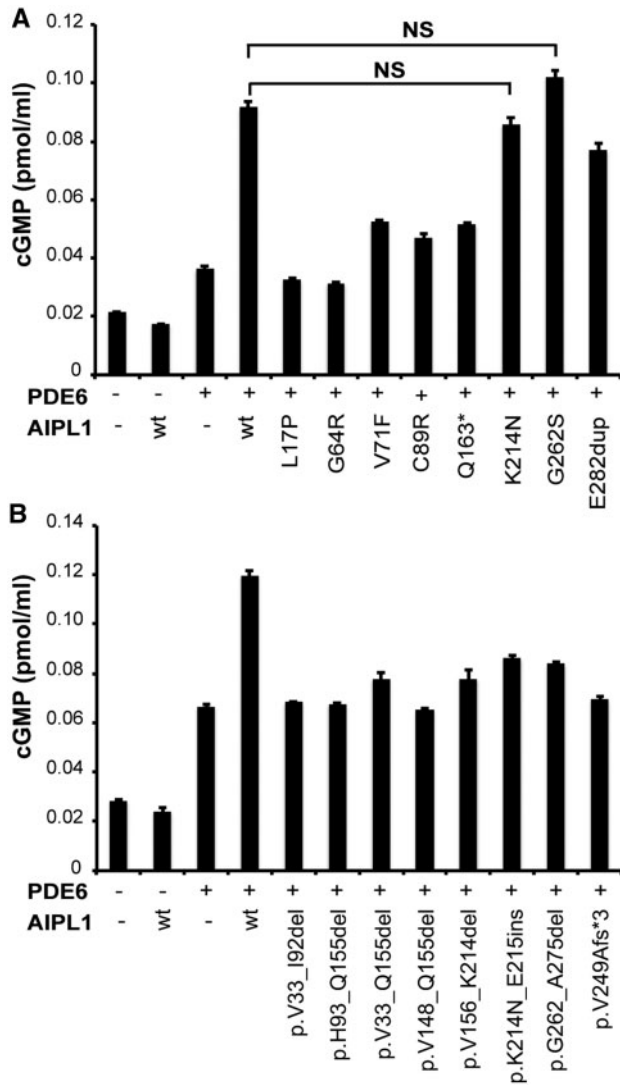 A
NS
NS
0.12
0.10
0.08
0.06
0.04
0.02
0
cGMP (pmol/ml)
PDE6 - - + + + + + + + + + +
AIPL1 - wt - wt L17P G64R V71F C89R Q163* K214N G262S E282dup
B
0.14
0.12
0.10
0.08
0.06
0.04
0.02
0
cGMP (pmol/ml)
PDE6 - - + + + + + + + + + +
AIPL1 - wt - wt p.V33_I92del p.H93_Q155del p.V33_Q155del p.V148_Q155del p.V156_K214del p.K214N_E215ins p.G262_A275del p.V249Afs*3